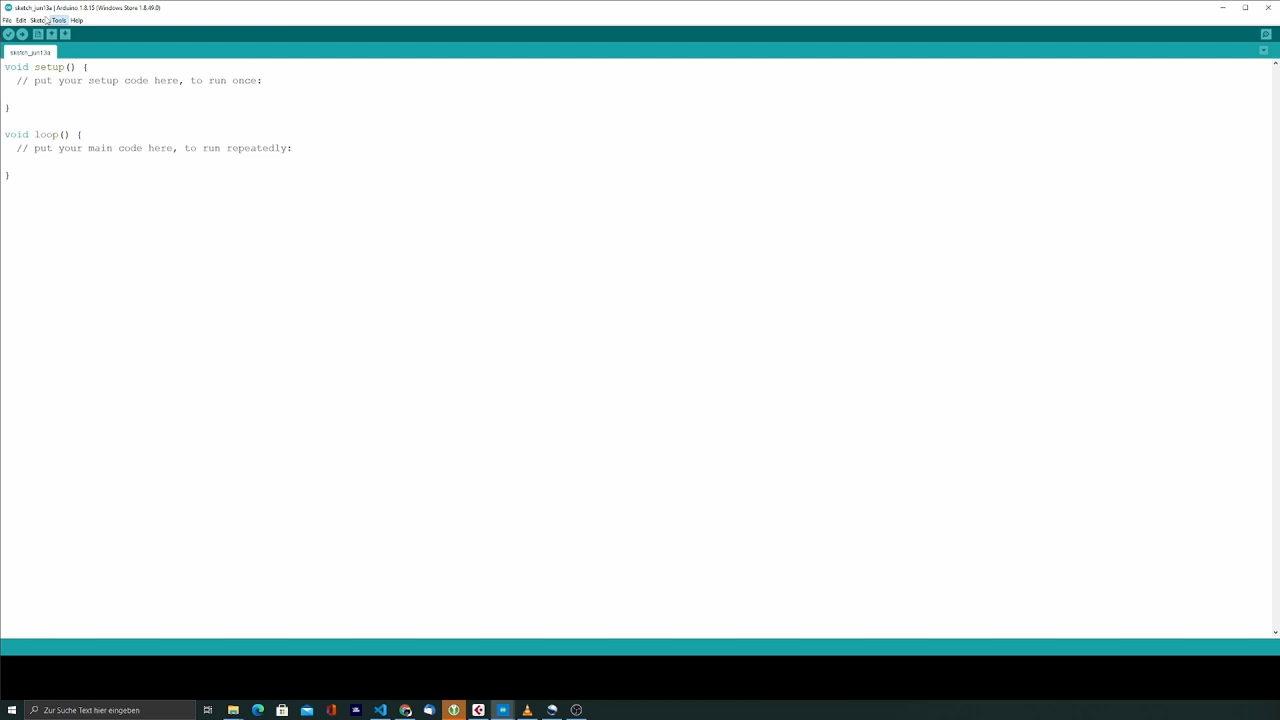 sketch_jun13a | Arduino 1.8.15 (Windows Store 1.8.49.0)
File Edit Sketch Tools Help
sketch_jun13a
void setup() {
// put your setup code here, to run once:
}
void loop() {
// put your main code here, to run repeatedly:
}
Zur Suche Text hier eingeben